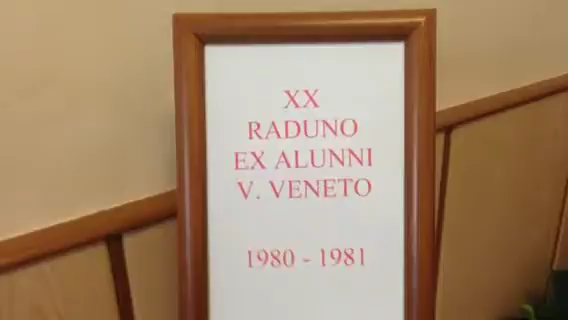 XX
RADUNO
EX ALUNNI
V. VENETO
1980 - 1981